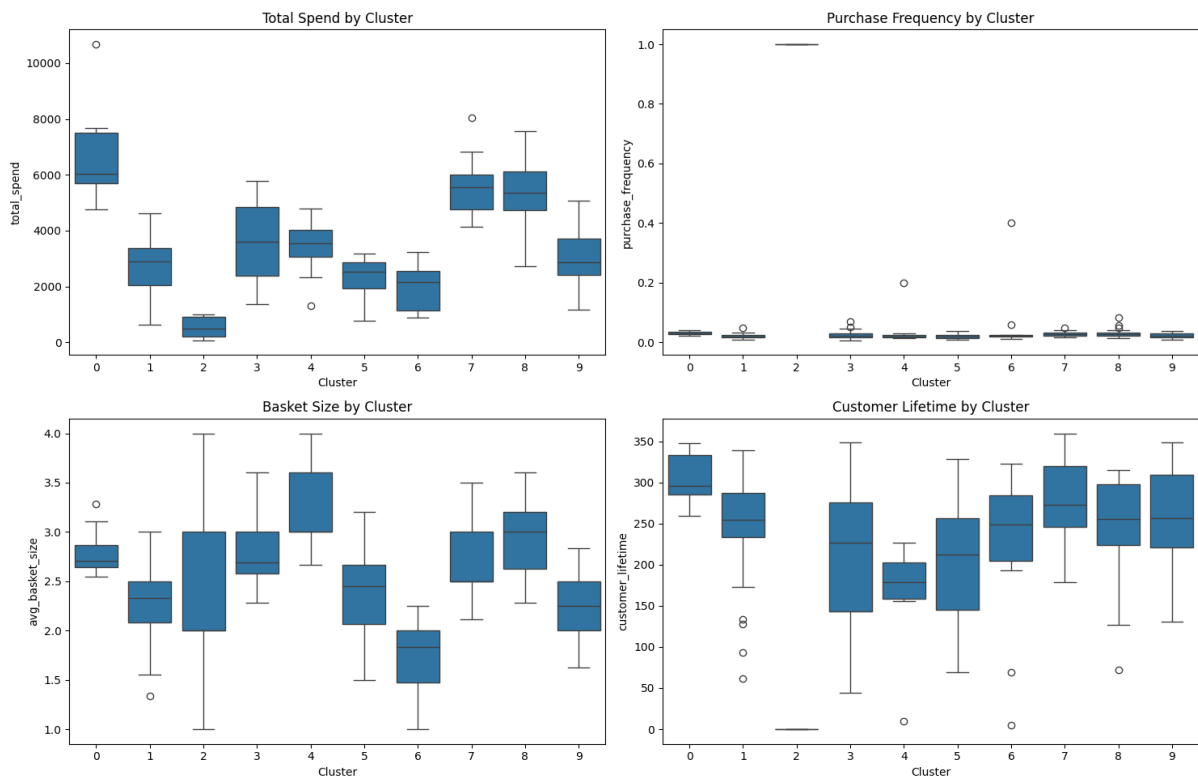 Total Spend by Cluster
total_spend
10000
8000
6000
4000
2000
0
0 1 2 3 4 5 6 7 8 9
Cluster
Purchase Frequency by Cluster
purchase_frequency
1.0
0.8
0.6
0.4
0.2
0.0
0 1 2 3 4 5 6 7 8 9
Cluster
Basket Size by Cluster
avg_basket_size
4.0
3.5
3.0
2.5
2.0
1.5
1.0
0 1 2 3 4 5 6 7 8 9
Cluster
Customer Lifetime by Cluster
customer_lifetime
350
300
250
200
150
100
50
0
0 1 2 3 4 5 6 7 8 9
Cluster